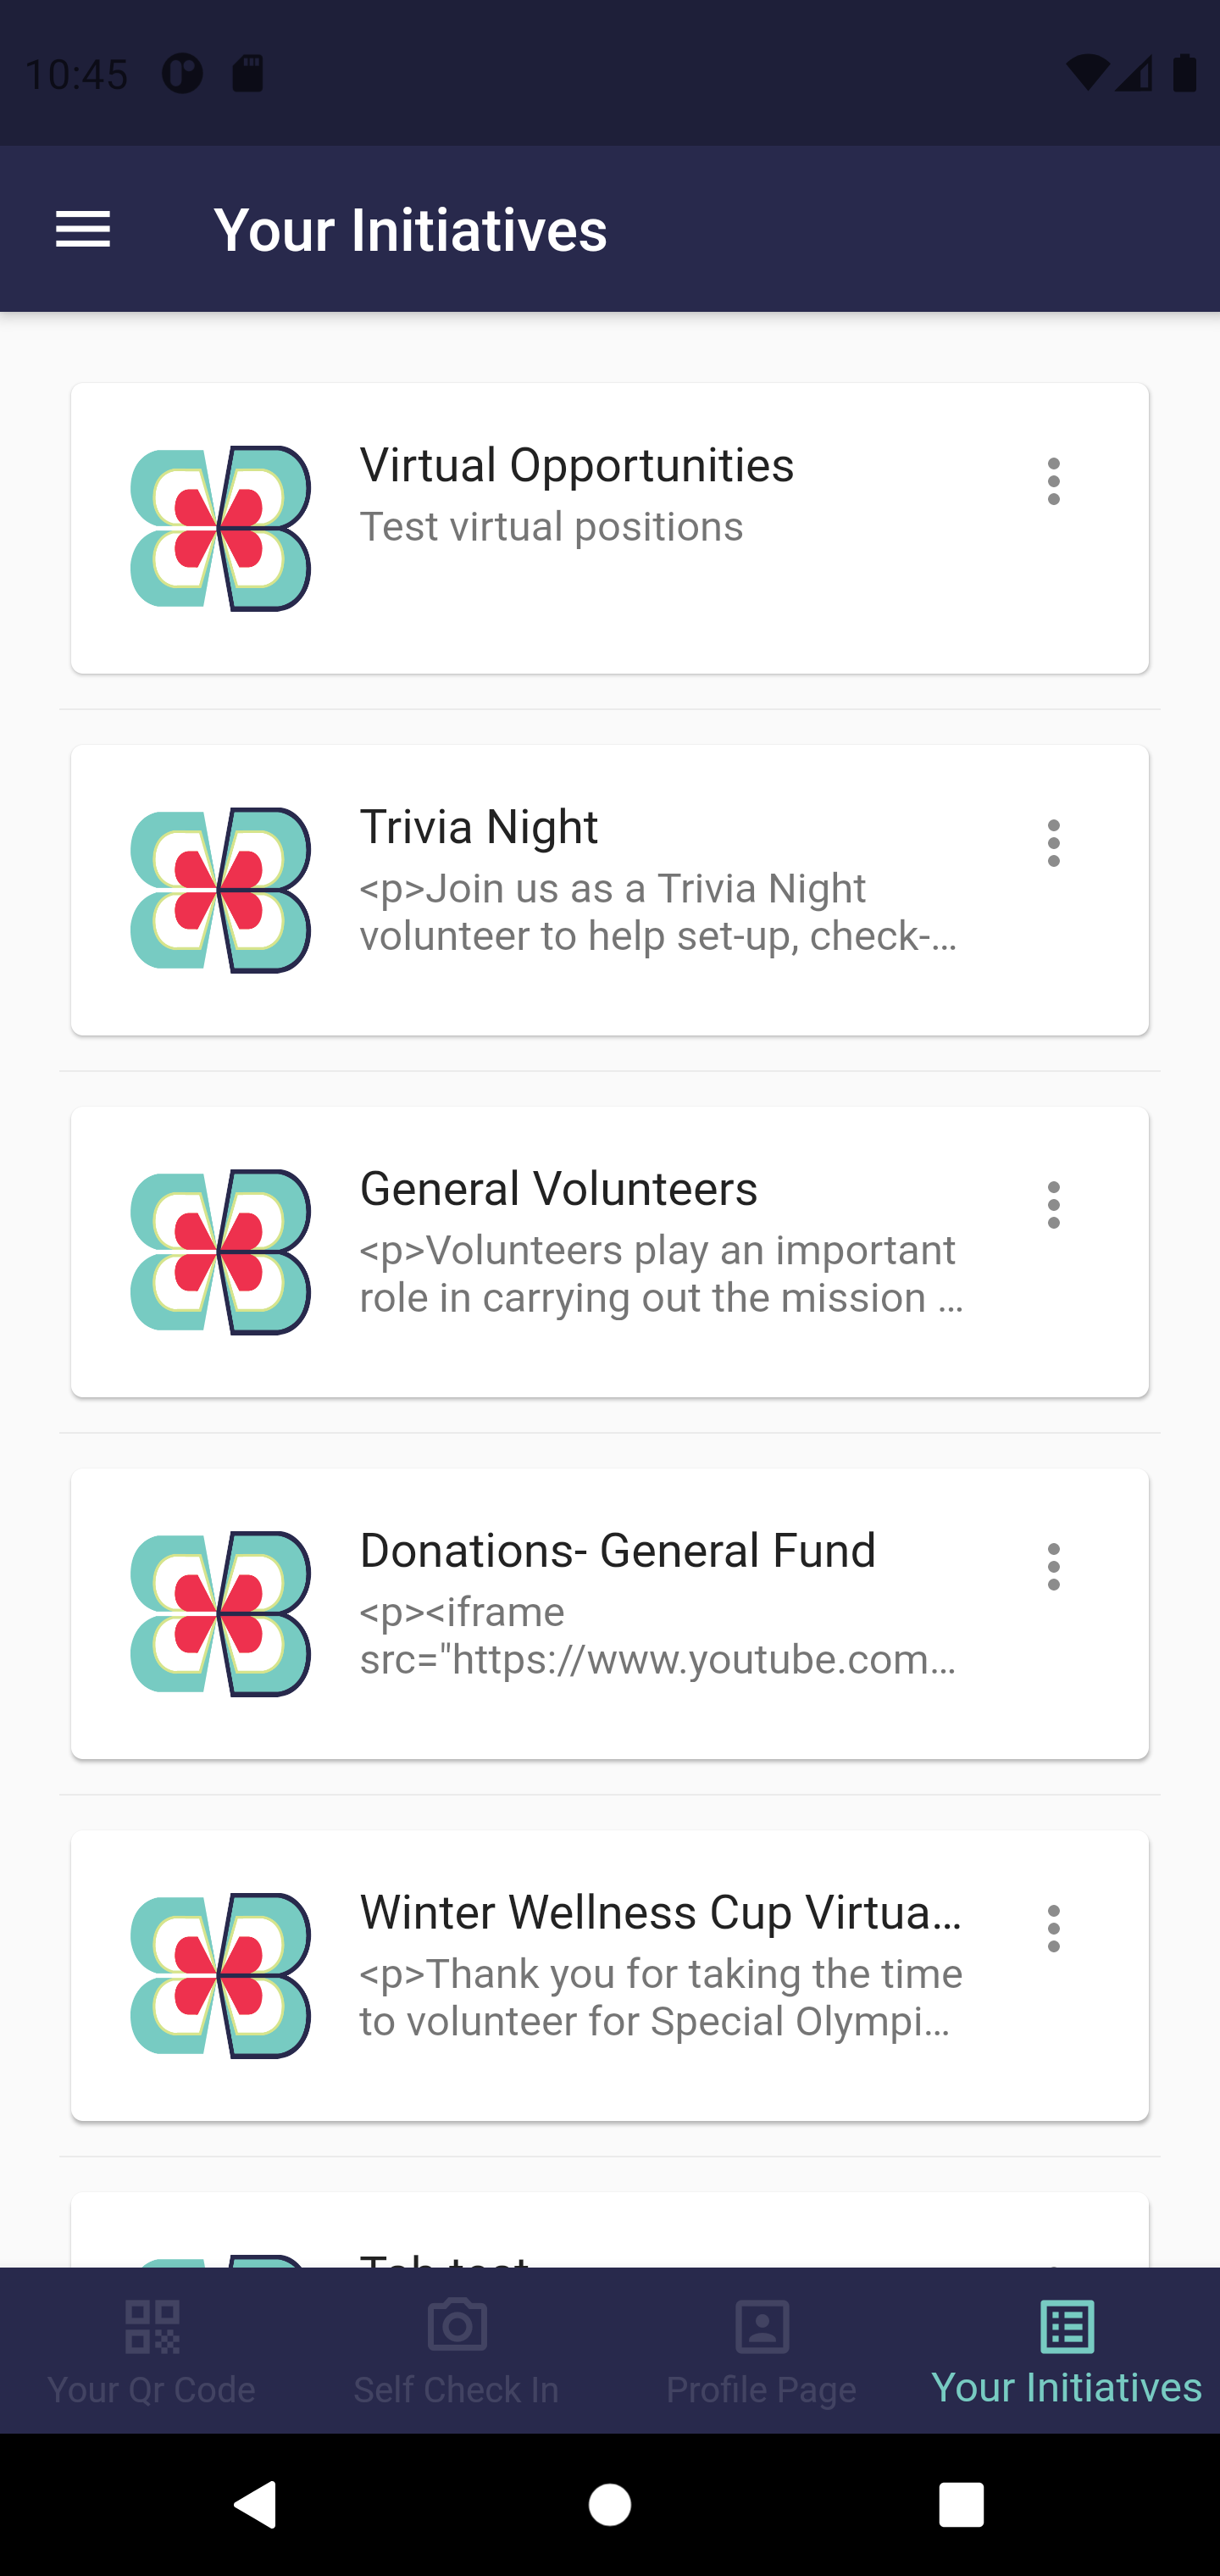 10:45
Your Initiatives
Virtual Opportunities
Test virtual positions
Trivia Night
<p>Join us as a Trivia Night
volunteer to help set-up, check-...
General Volunteers
<p>Volunteers play an important
role in carrying out the mission ...
Donations- General Fund
<p><iframe
src="https://www.youtube.com...
Winter Wellness Cup Virtua...
<p>Thank you for taking the time
to volunteer for Special Olympi...
Your Qr Code
Self Check In
Profile Page
Your Initiatives